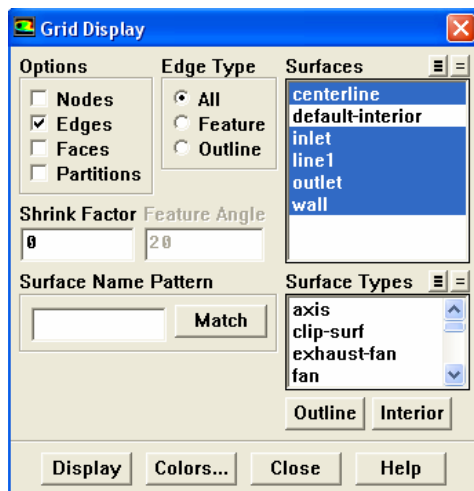 Grid Display
Options
Nodes
Edges
Faces
Partitions
Edge Type
All
Feature
Outline
Shrink Factor
0
Feature Angle
20
Surface Name Pattern
Match
Surfaces
centerline
default-interior
inlet
line1
outlet
wall
Surface Types
axis
clip-surf
exhaust-fan
fan
Outline
Interior
Display
Colors...
Close
Help